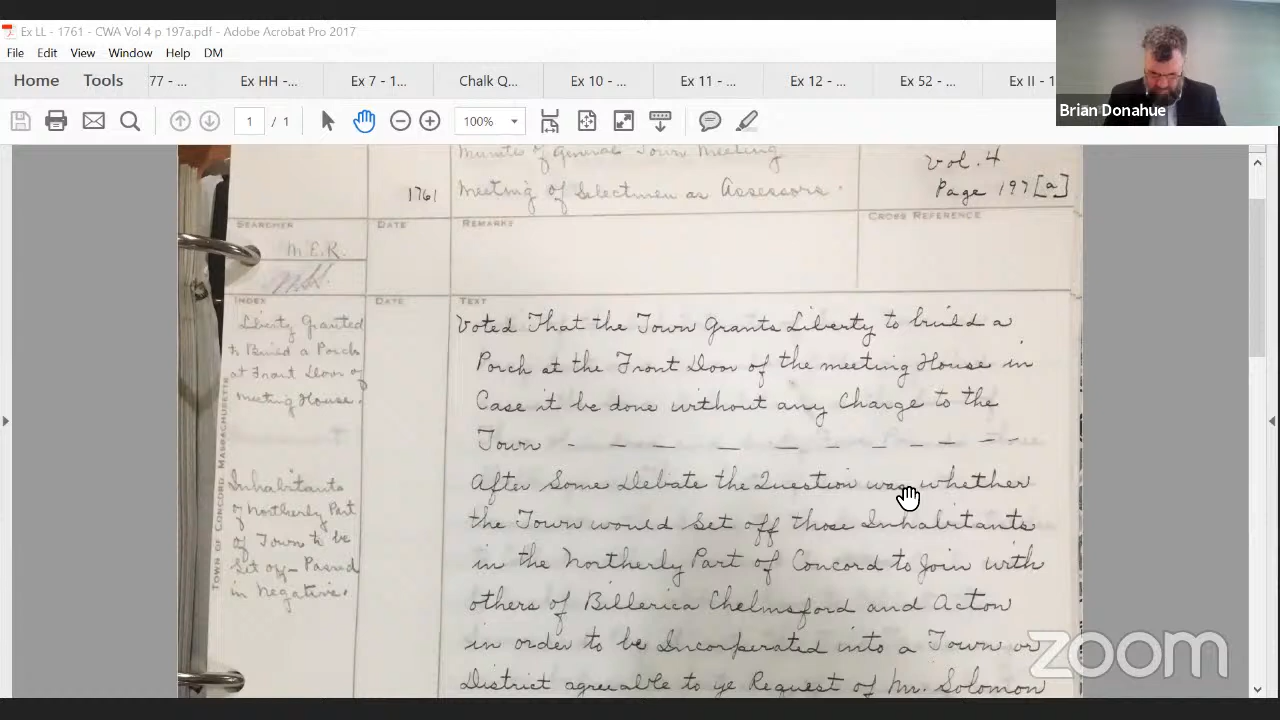 Ex LL - 1761 - CWA Vol 4 p 197a.pdf - Adobe Acrobat Pro 2017
File Edit View Window Help DM
Home Tools 77 - ... Ex HH -... Ex 7 - 1... Chalk Q... Ex 10 - ... Ex 11 - ... Ex 12 - ... Ex 52 - ... Ex II - 1
1 / 1 100%
Brian Donahue
Minutes of General Town Meeting
Vol. 4
1761 Meeting of Selectmen as Assessors.
Page 197[a]
SEARCHER DATE REMARKS CROSS REFERENCE
M.E.R.
INDEX DATE TEXT
Liberty Granted
to Build a Porch
at Front Door of
Meeting House.
Inhabitants
of Northerly Part
of Town to be
Set off - Passed
in Negative.
TOWN OF CONCORD MASSACHUSETTS
Voted That the Town Grants Liberty to build a
Porch at the Front Door of the meeting House in
Case it be done without any Charge to the
Town - - - - - - - - - - - -
After Some Debate the Question was whether
the Town would Set off those Inhabitants
in the Northerly Part of Concord to Join with
others of Billerica Chelmsford and Acton
in order to be Incorperated into a Town or
District agreeable to ye Request of Mr. Solomon
zoom